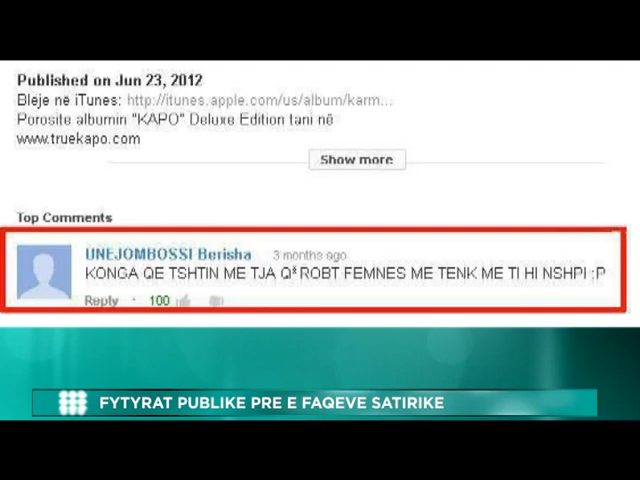 Published on Jun 23, 2012
Bleje në iTunes: http://itunes.apple.com/us/album/karm...
Porosite albumin "KAPO" Deluxe Edition tani në
www.truekapo.com
Show more
Top Comments
UNEJOMBOSSI Berisha 3 months ago
KONGA QE TSHTIN ME TJA Q* ROBT FEMNES ME TENK ME TI HI NSHPI ;P
Reply · 100
FYTYRAT PUBLIKE PRE E FAQEVE SATIRIKE